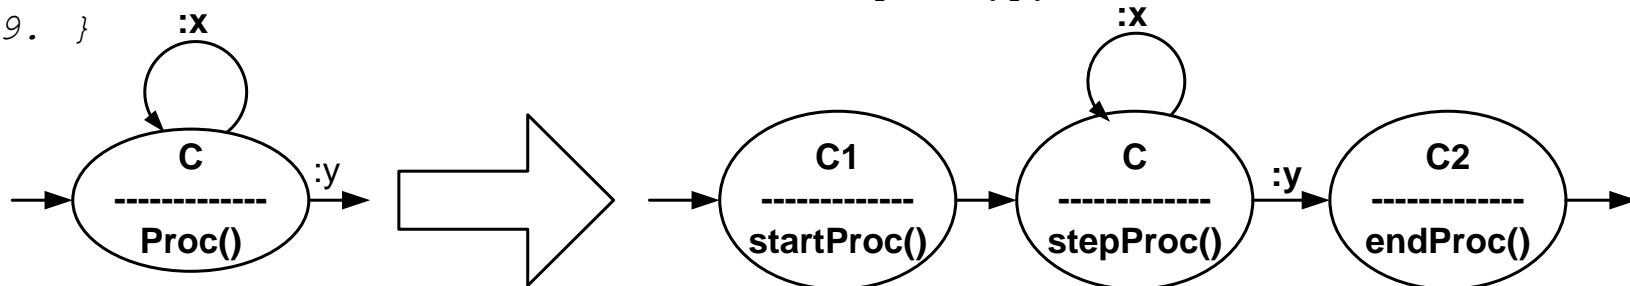 9. }
:x
:x
C
-------------
Proc()
:y
C1
-------------
startProc()
C
-------------
stepProc()
:y
C2
-------------
endProc()